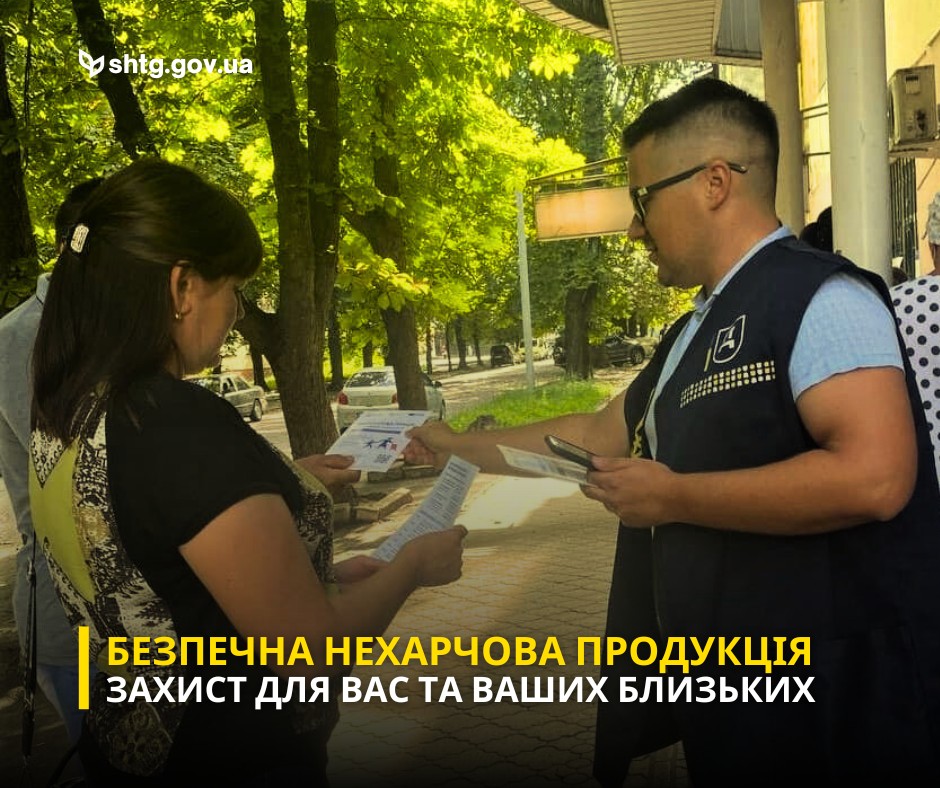 shtg.gov.ua
БЕЗПЕЧНА НЕХАРЧОВА ПРОДУКЦІЯ
ЗАХИСТ ДЛЯ ВАС ТА ВАШИХ БЛИЗЬКИХ